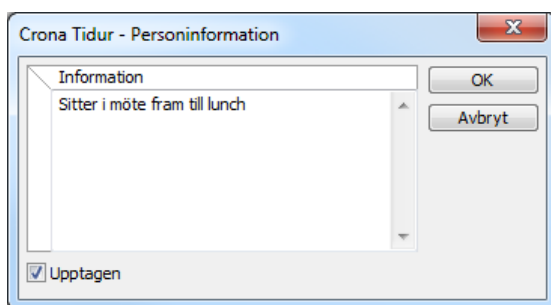 Crona Tidur - Personinformation
Information
OK
Sitter i möte fram till lunch
Avbryt
Upptagen